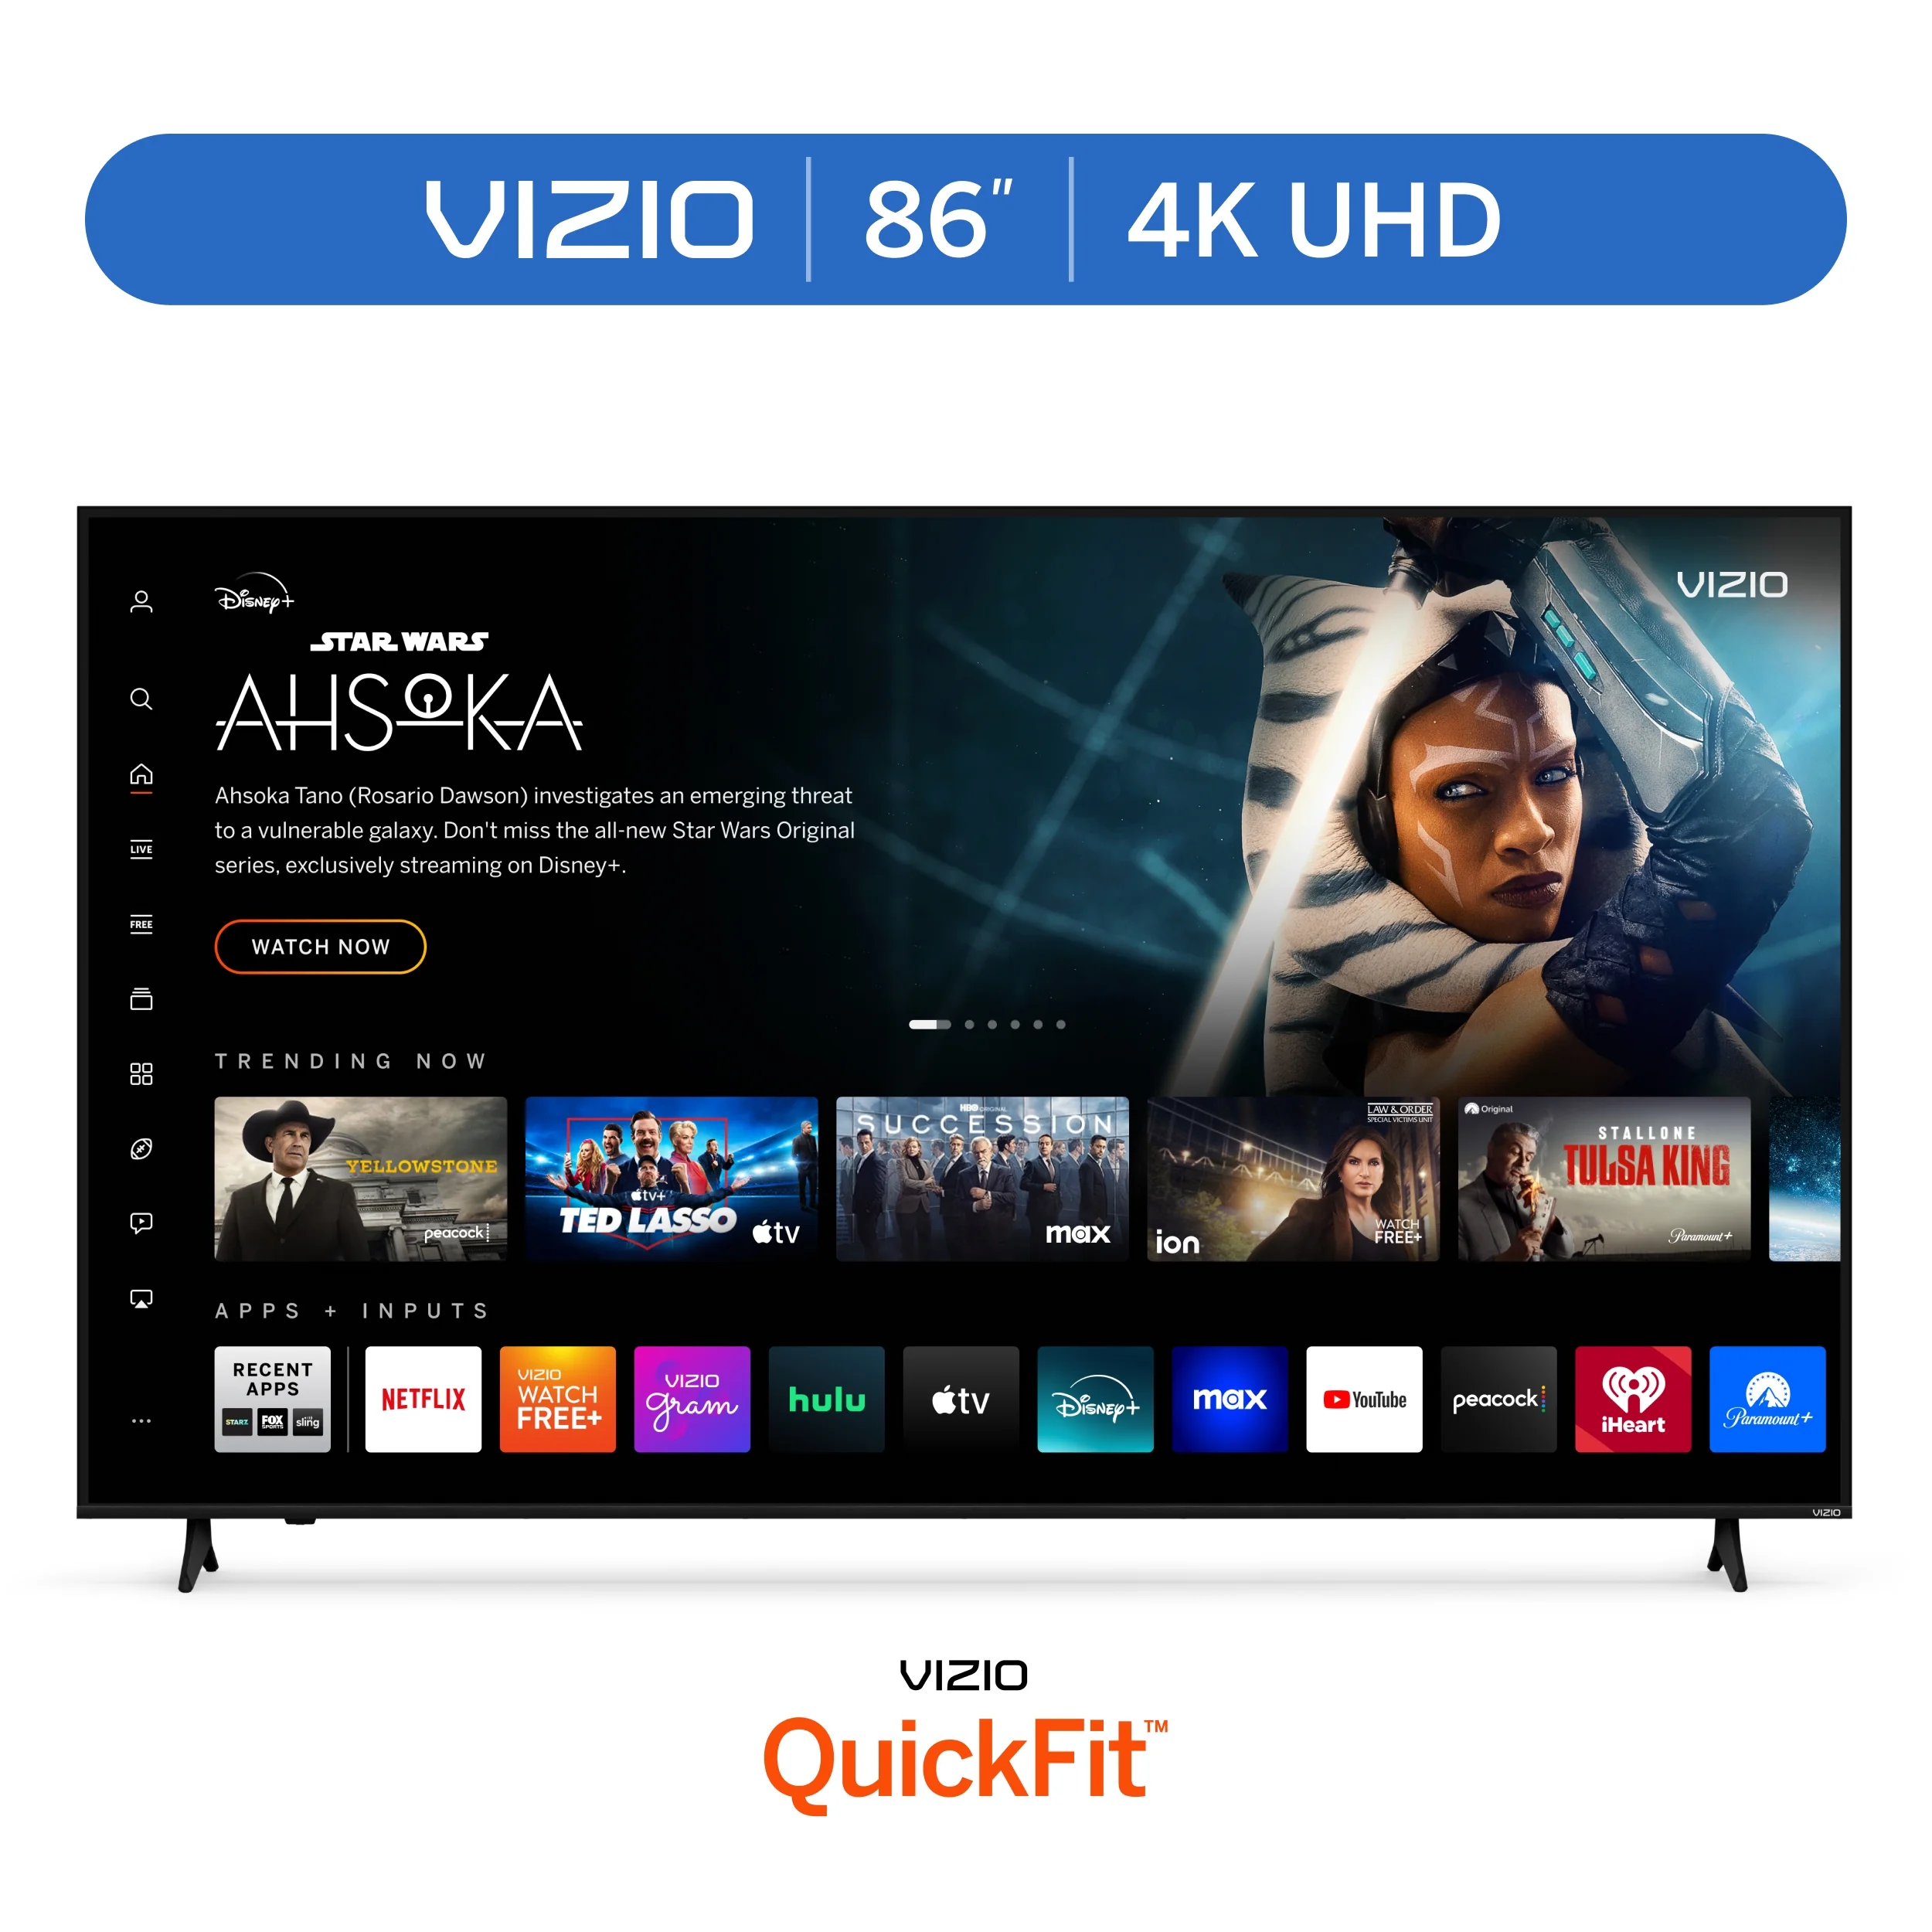 VIZIO 86" 4K UHD
VIZIO
Disney+
STAR WARS
AHSOKA
Ahsoka Tano (Rosario Dawson) investigates an emerging threat
to a vulnerable galaxy. Don't miss the all-new Star Wars Original
series, exclusively streaming on Disney+.
LIVE
FREE
WATCH NOW
TRENDING NOW
YELLOWSTONE
peacock
tv+
TED LASSO
tv
HBO ORIGINAL
SUCCESSION
max
LAW & ORDER
SPECIAL VICTIMS UNIT
ion
WATCH
FREE+
Original
STALLONE
TULSA KING
Paramount+
APPS + INPUTS
RECENT
APPS
STARZ
FOX
SPORTS
sling
NETFLIX
VIZIO
WATCH
FREE+
VIZIO
gram
hulu
tv
Disney+
max
YouTube
peacock
iHeart
Paramount+
VIZIO
VIZIO
QuickFit™